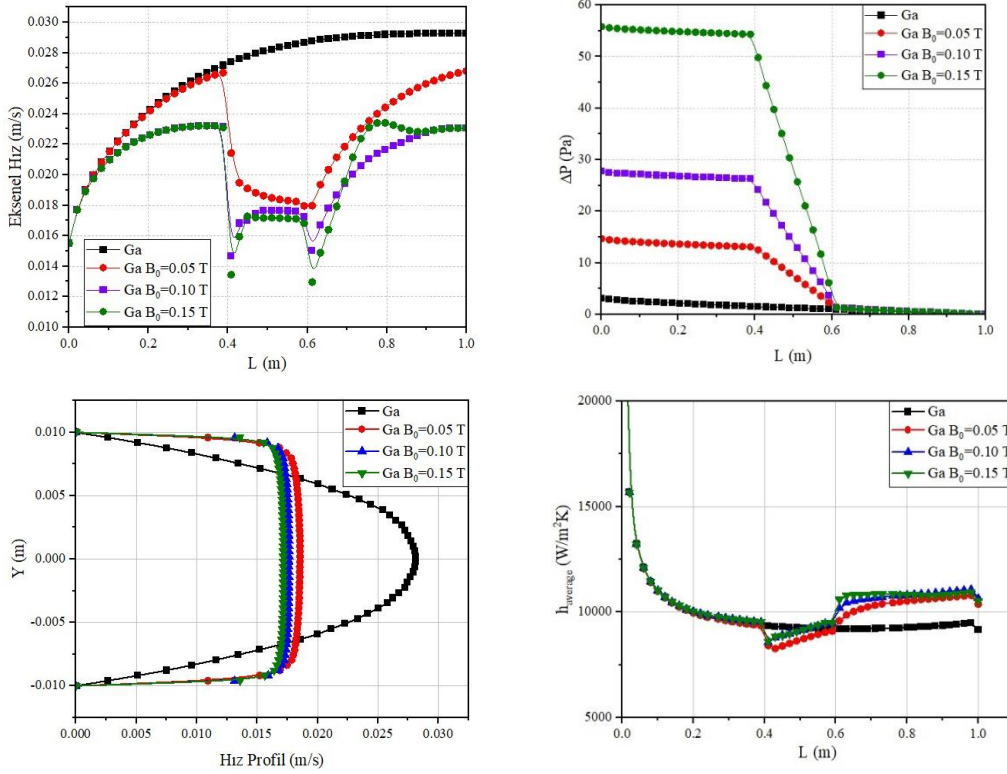 0.030
0.028
0.026
0.024
0.022
0.020
0.018
0.016
0.014
0.012
0.010
Eksenel Hız (m/s)
Ga
Ga B₀=0.05 T
Ga B₀=0.10 T
Ga B₀=0.15 T
0.0 0.2 0.4 0.6 0.8 1.0
L (m)
60
50
40
30
20
10
0
ΔP (Pa)
Ga
Ga B₀=0.05 T
Ga B₀=0.10 T
Ga B₀=0.15 T
0.0 0.2 0.4 0.6 0.8 1.0
L (m)
0.010
0.005
0.000
-0.005
-0.010
Y (m)
Ga
Ga B₀=0.05 T
Ga B₀=0.10 T
Ga B₀=0.15 T
0.000 0.005 0.010 0.015 0.020 0.025 0.030
Hız Profil (m/s)
20000
15000
10000
5000
h_average (W/m²K)
Ga
Ga B₀=0.05 T
Ga B₀=0.10 T
Ga B₀=0.15 T
0.0 0.2 0.4 0.6 0.8 1.0
L (m)